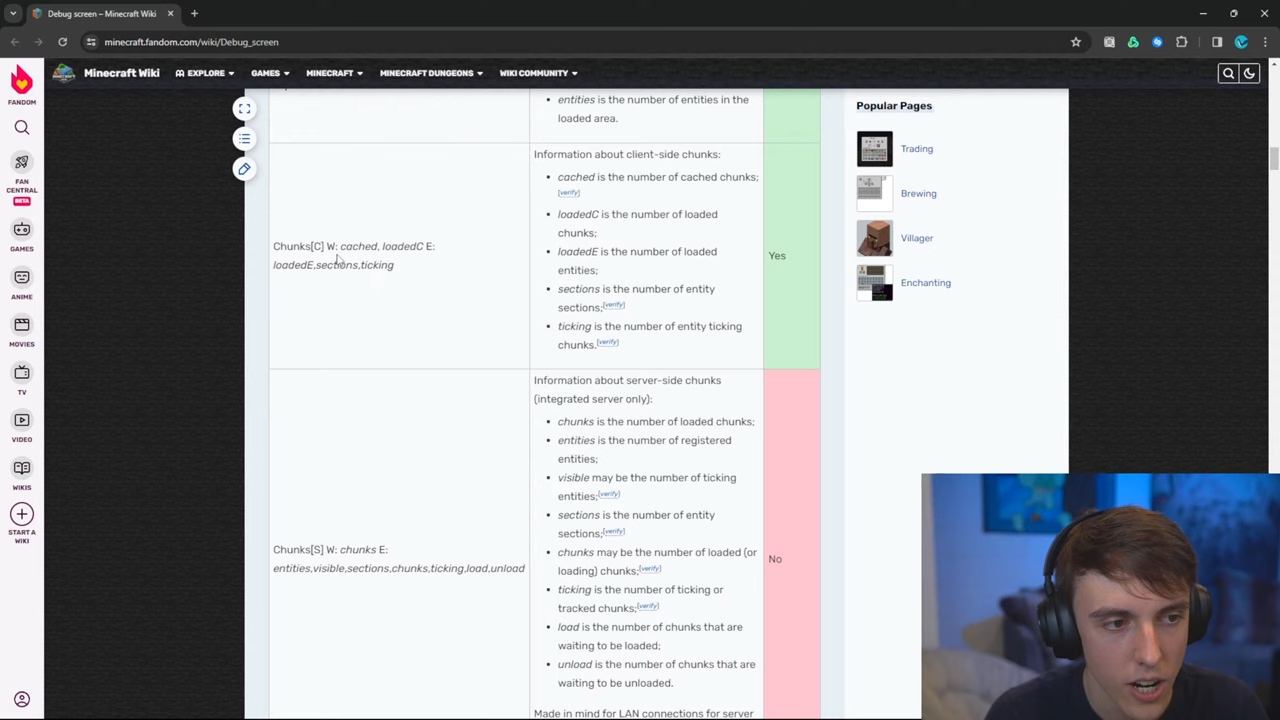 Debug screen – Minecraft Wiki
minecraft.fandom.com/wiki/Debug_screen
FANDOM
FAN CENTRAL
BETA
GAMES
ANIME
MOVIES
TV
VIDEO
WIKIS
START A WIKI
Minecraft Wiki
EXPLORE
GAMES
MINECRAFT
MINECRAFT DUNGEONS
WIKI COMMUNITY
entities is the number of entities in the
loaded area.
Chunks[C] W: cached, loadedC E:
loadedE,sections,ticking
Information about client-side chunks:
cached is the number of cached chunks;
[verify]
loadedC is the number of loaded
chunks;
loadedE is the number of loaded
entities;
sections is the number of entity
sections;[verify]
ticking is the number of entity ticking
chunks.[verify]
Yes
Chunks[S] W: chunks E:
entities,visible,sections,chunks,ticking,load,unload
Information about server-side chunks
(integrated server only):
chunks is the number of loaded chunks;
entities is the number of registered
entities;
visible may be the number of ticking
entities;[verify]
sections is the number of entity
sections;[verify]
chunks may be the number of loaded (or
loading) chunks;[verify]
ticking is the number of ticking or
tracked chunks;[verify]
load is the number of chunks that are
waiting to be loaded;
unload is the number of chunks that are
waiting to be unloaded.
Made in mind for LAN connections for server
No
Popular Pages
Trading
Brewing
Villager
Enchanting